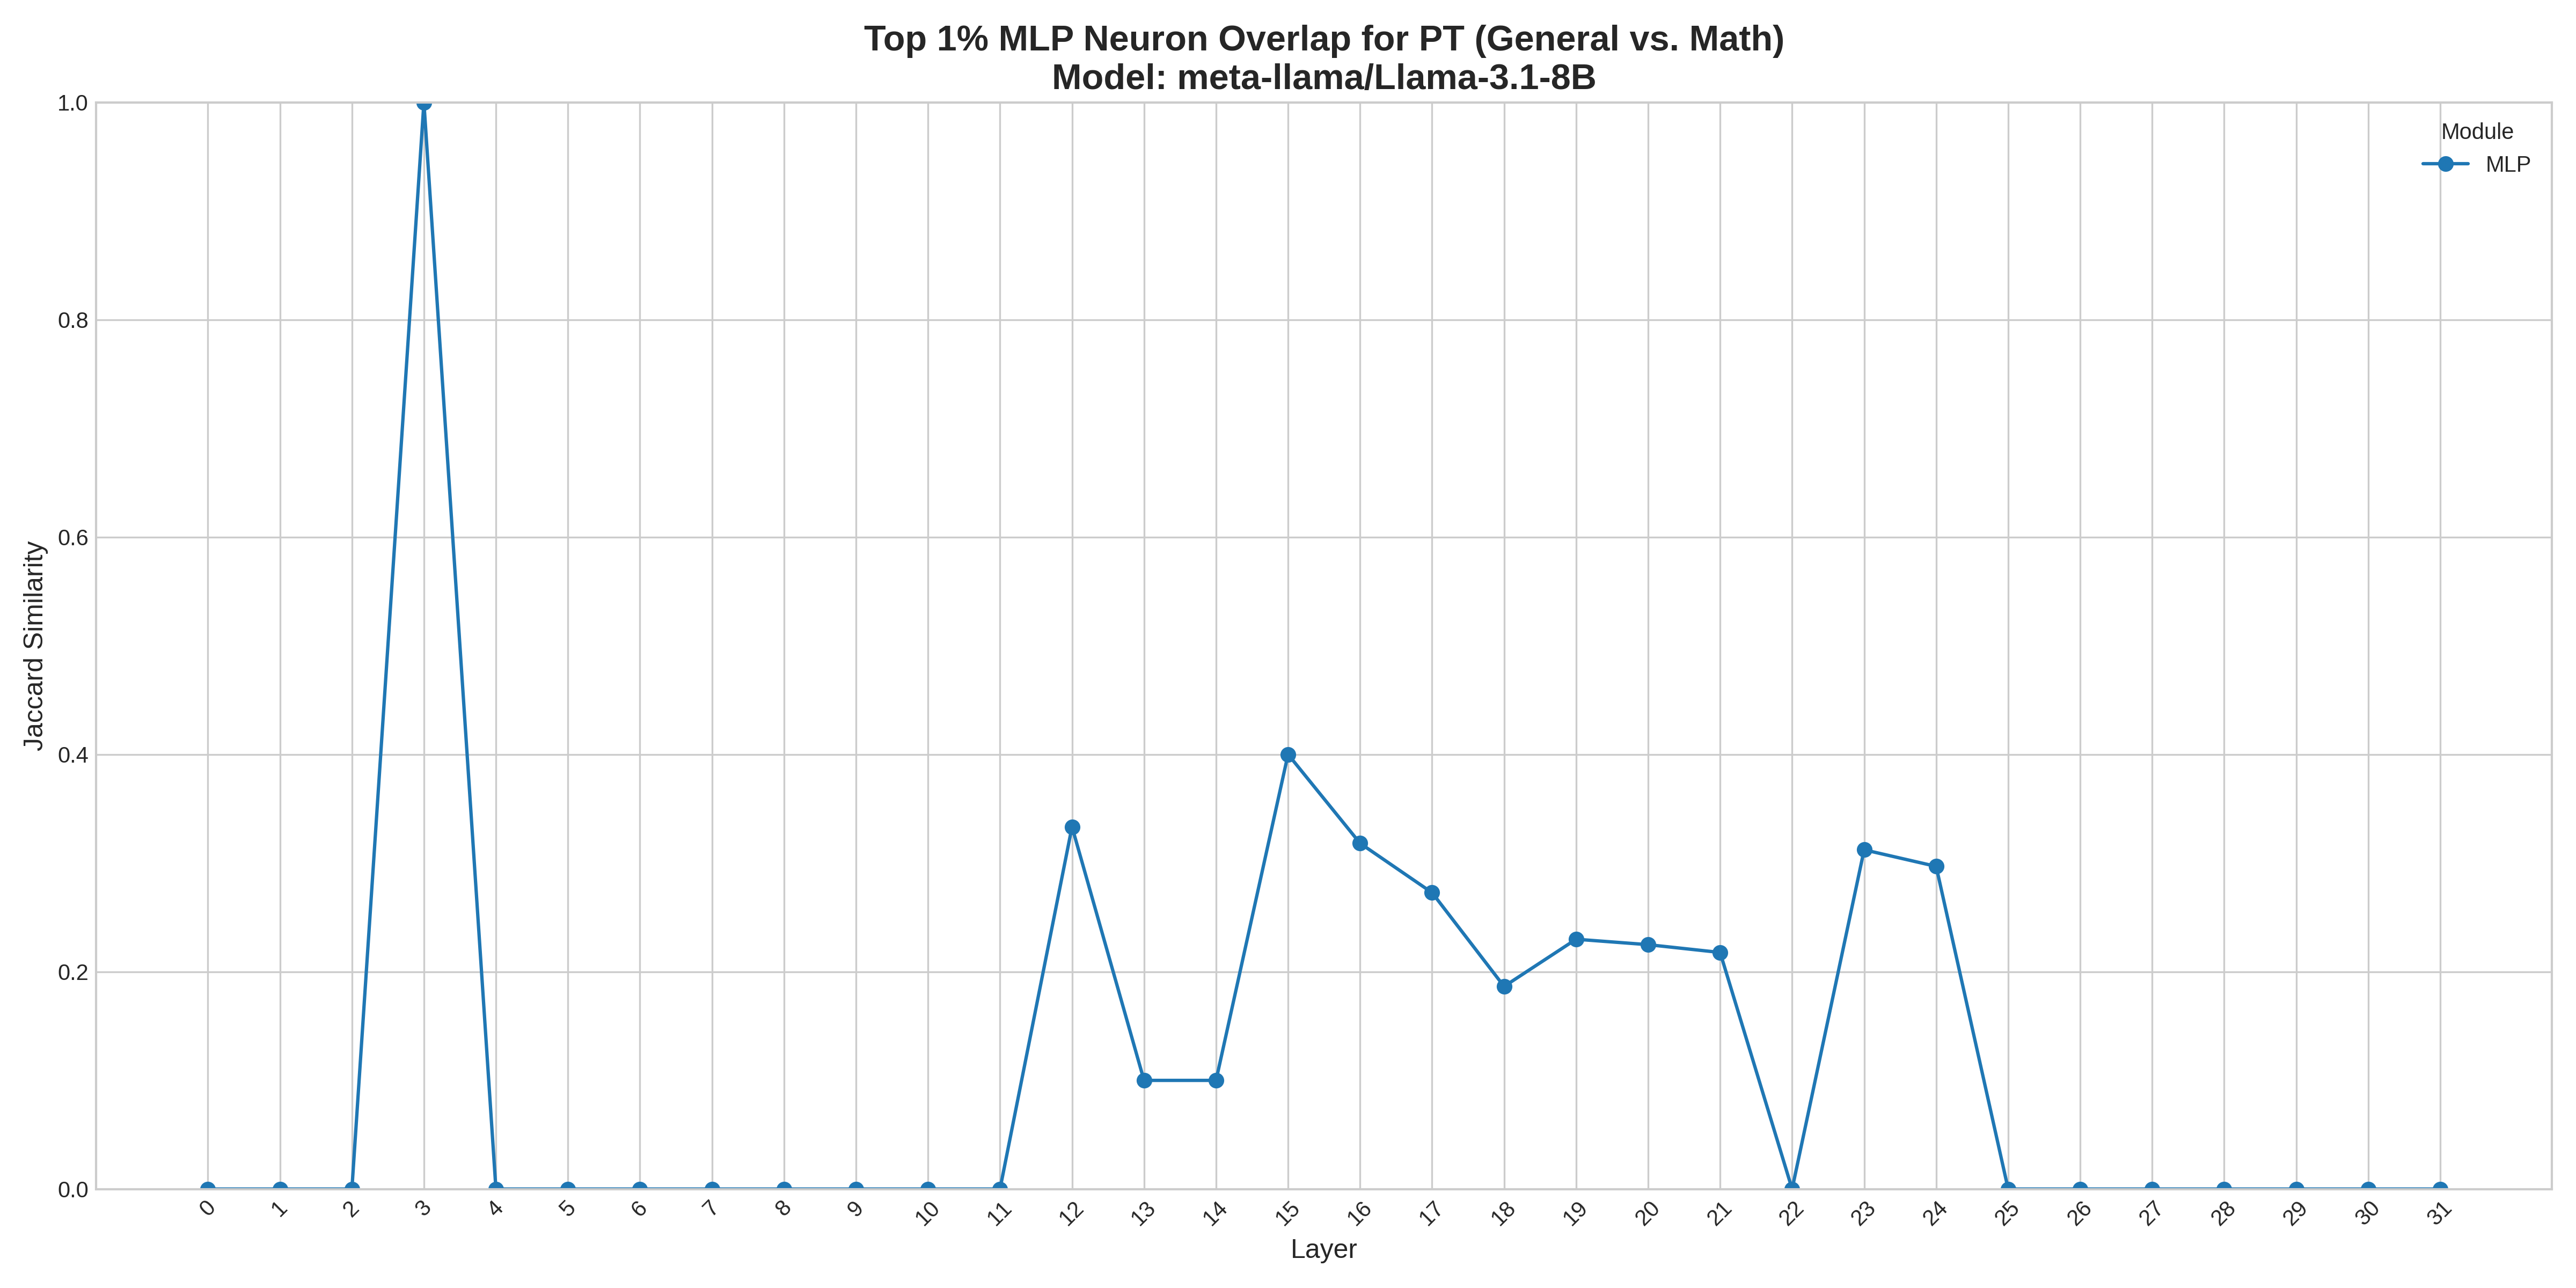 Top 1% MLP Neuron Overlap for PT (General vs. Math)
Model: meta-llama/Llama-3.1-8B
Module
MLP
Jaccard Similarity
1.0
0.8
0.6
0.4
0.2
0.0
0 1 2 3 4 5 6 7 8 9 10 11 12 13 14 15 16 17 18 19 20 21 22 23 24 25 26 27 28 29 30 31
Layer